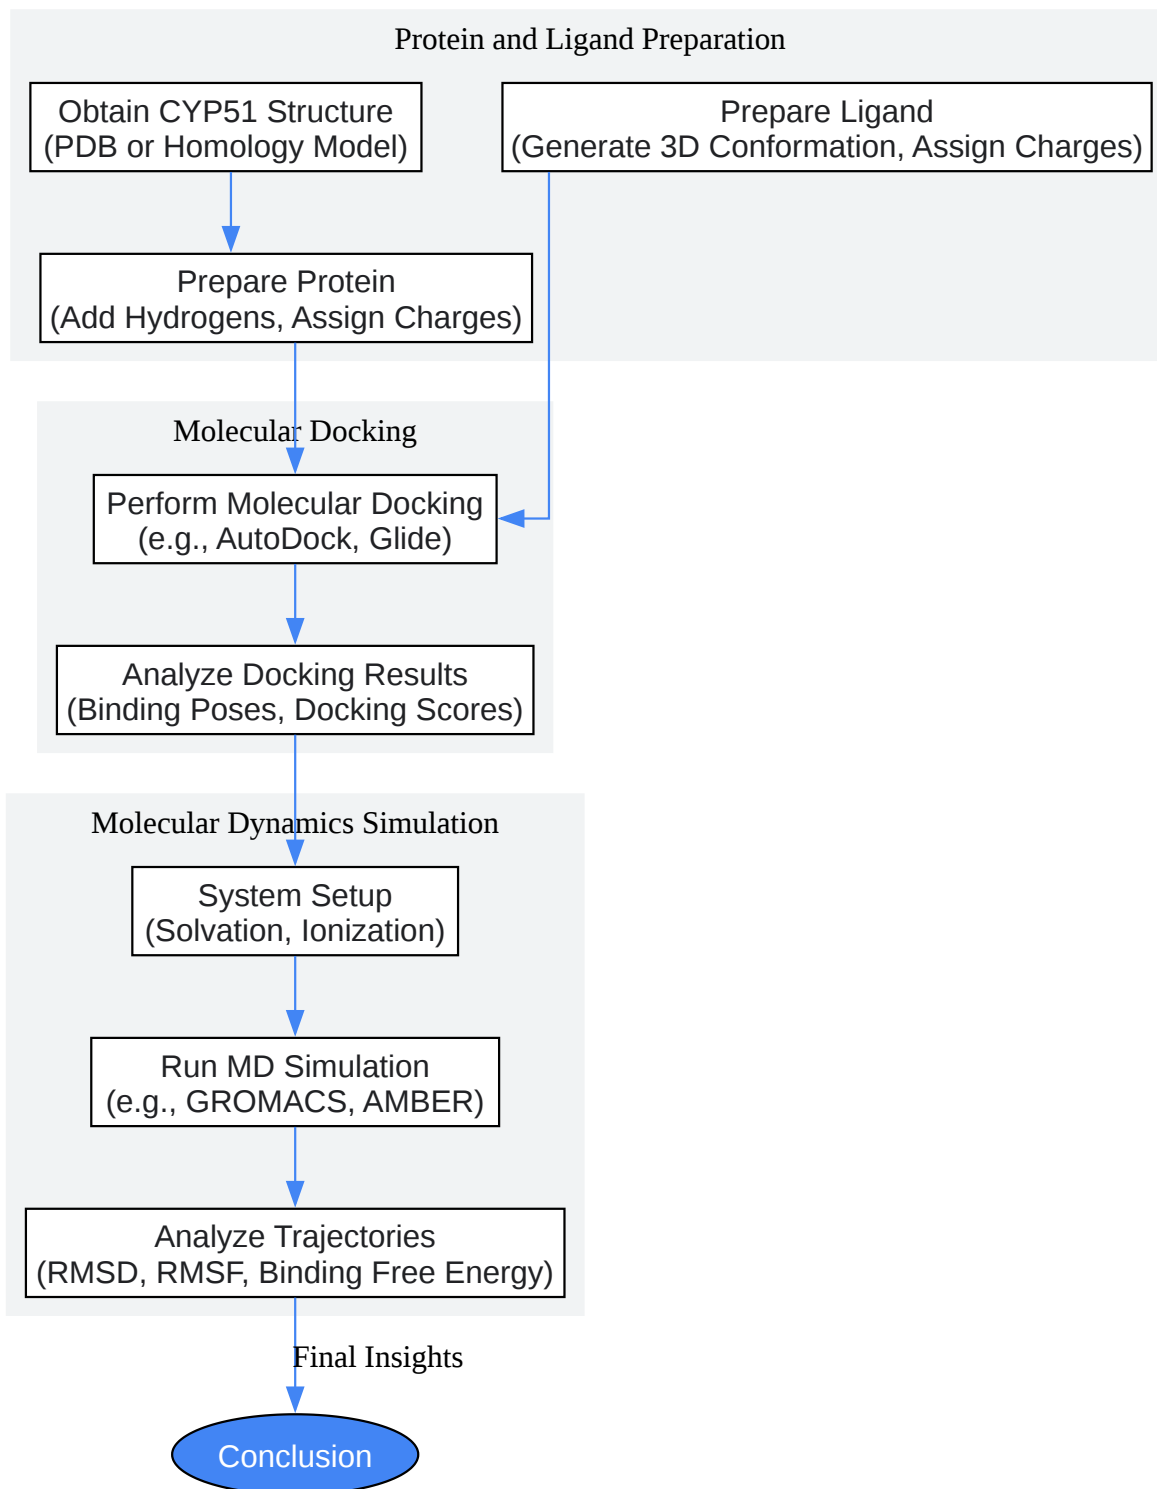 Protein and Ligand Preparation
Obtain CYP51 Structure
(PDB or Homology Model)
Prepare Ligand
(Generate 3D Conformation, Assign Charges)
Prepare Protein
(Add Hydrogens, Assign Charges)
Molecular Docking
Perform Molecular Docking
(e.g., AutoDock, Glide)
Analyze Docking Results
(Binding Poses, Docking Scores)
Molecular Dynamics Simulation
System Setup
(Solvation, Ionization)
Run MD Simulation
(e.g., GROMACS, AMBER)
Analyze Trajectories
(RMSD, RMSF, Binding Free Energy)
Final Insights
Conclusion